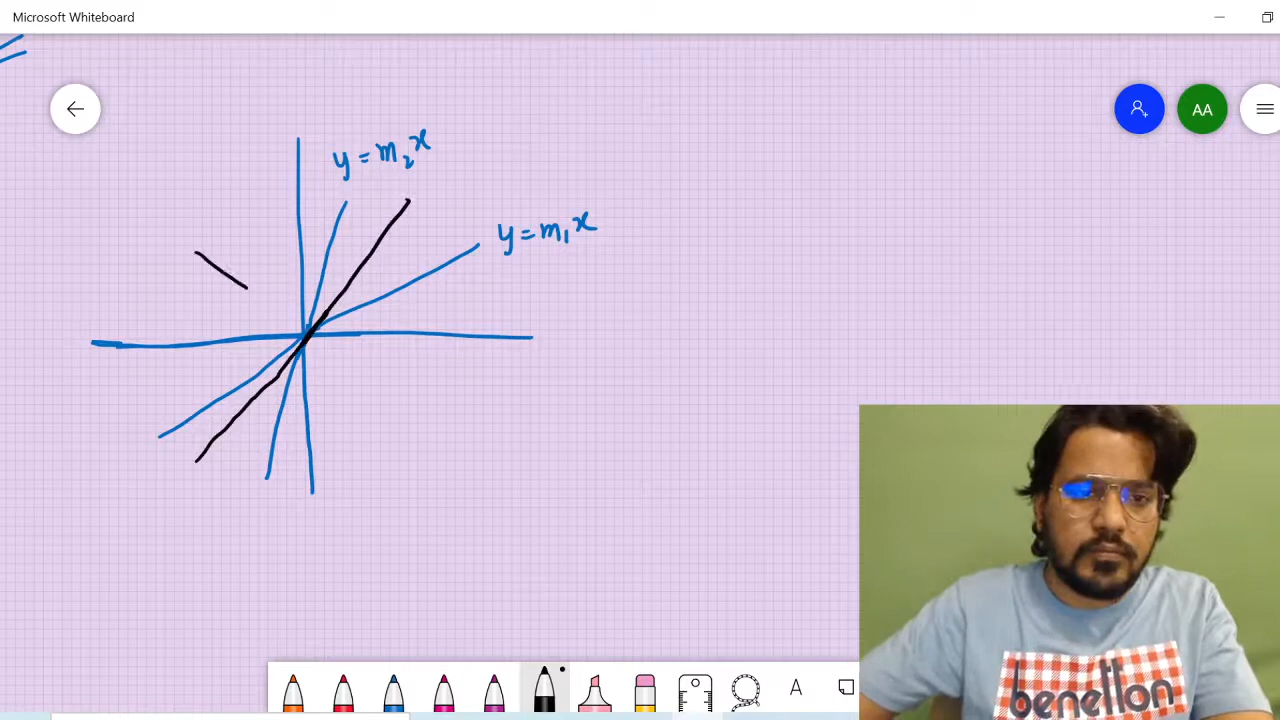 Microsoft Whiteboard
AA
y = m₂x
y = m₁x
A
benetton